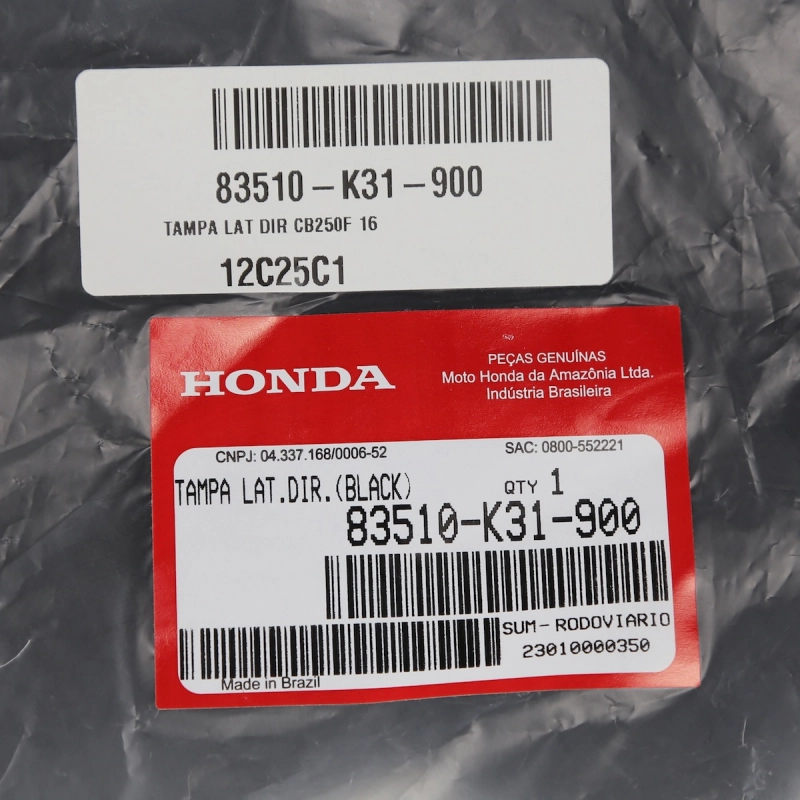 83510-K31-900
TAMPA LAT DIR CB250F 16
12C25C1
HONDA
PEÇAS GENUÍNAS
Moto Honda da Amazônia Ltda.
Indústria Brasileira
CNPJ: 04.337.168/0006-52 SAC: 0800-552221
TAMPA LAT.DIR.(BLACK) QTY 1
83510-K31-900
SUM-RODOVIARIO
23010000350
Made in Brazil